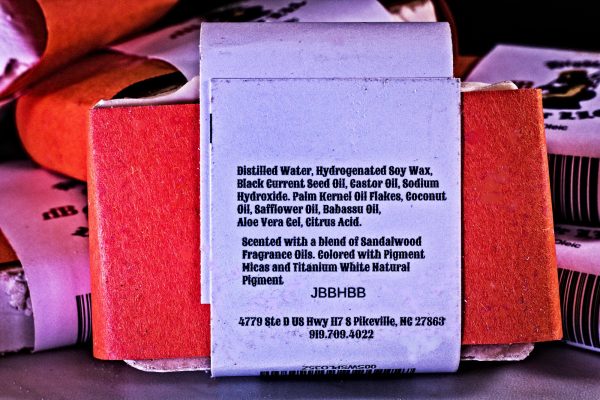 Distilled Water, Hydrogenated Soy Wax,
Black Current Seed Oil, Castor Oil, Sodium
Hydroxide. Palm Kernel Oil Flakes, Coconut
Oil, Safflower Oil, Babassu Oil,
Aloe Vera Gel, Citrus Acid.
Scented with a blend of Sandalwood
Fragrance Oils. Colored with Pigment
Micas and Titanium White Natural
Pigment
JBBHBB
4779 Ste D US Hwy 117 S Pikeville, NC 27863
919.709.4022